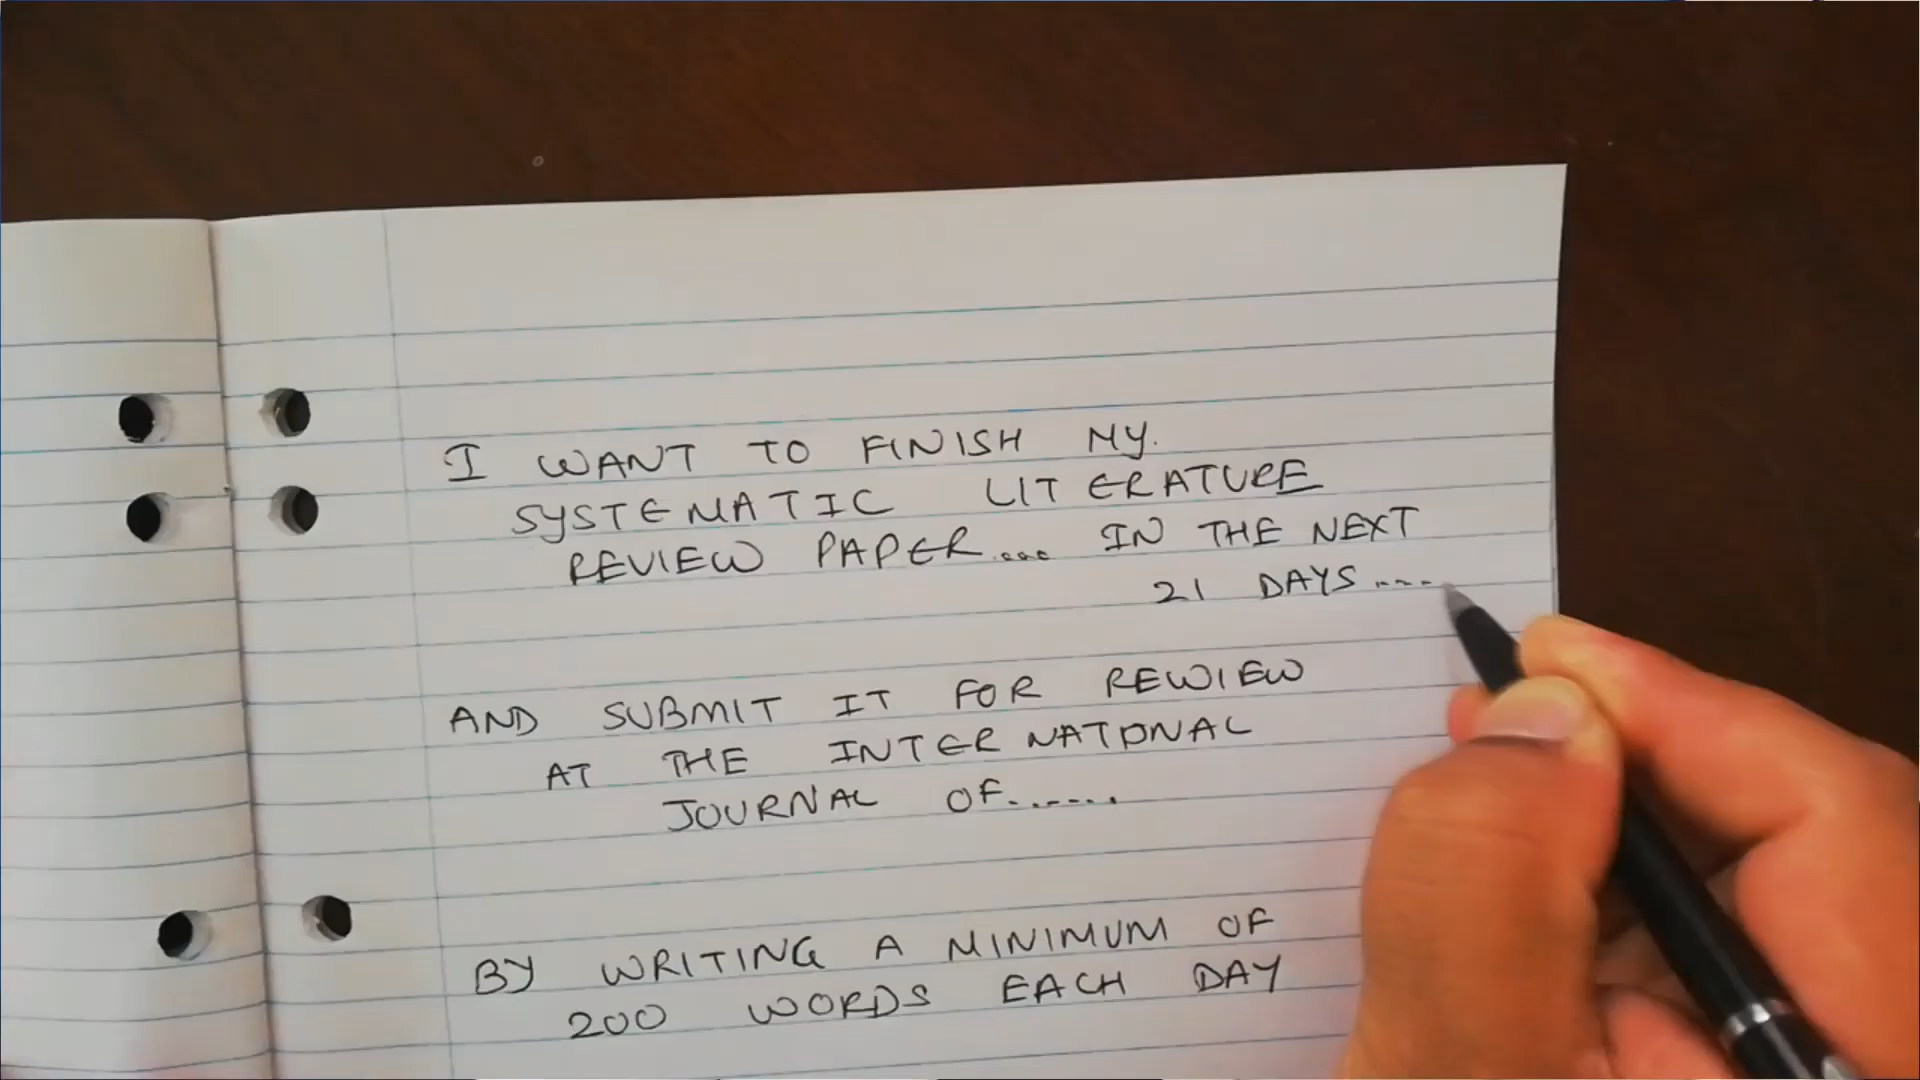 I WANT TO FINISH MY.
SYSTEMATIC LITERATURE
REVIEW PAPER.... IN THE NEXT
21 DAYS....
AND SUBMIT IT FOR REWIEW
AT THE INTERNATIONAL
JOURNAL OF.......
BY WRITING A MINIMUM OF
200 WORDS EACH DAY